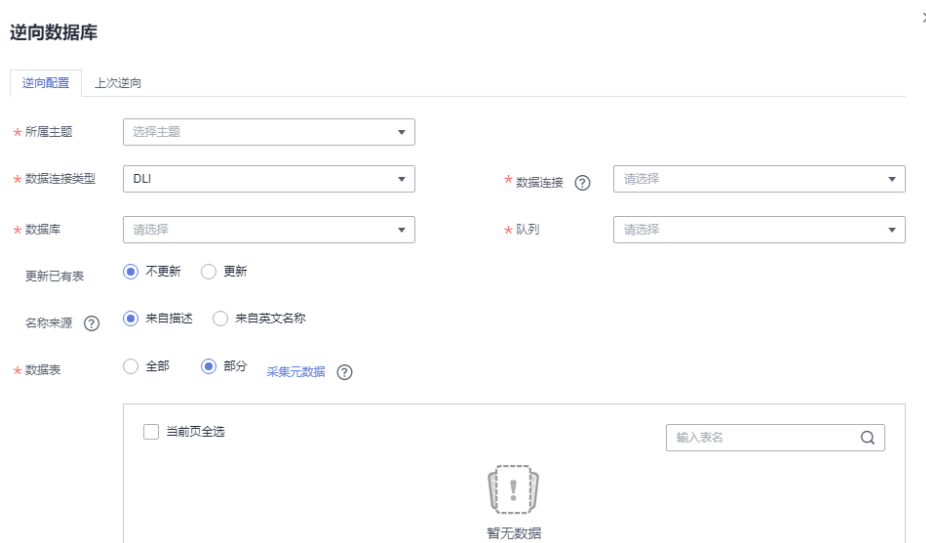 逆向数据库
逆向配置 上次逆向
* 所属主题 选择主题
* 数据连接类型 DLI * 数据连接 ? 请选择
* 数据库 请选择 * 队列 请选择
更新已有表 不更新 更新
名称来源 ? 来自描述 来自英文名称
* 数据表 全部 部分 采集元数据 ?
当前页全选 输入表名
暂无数据